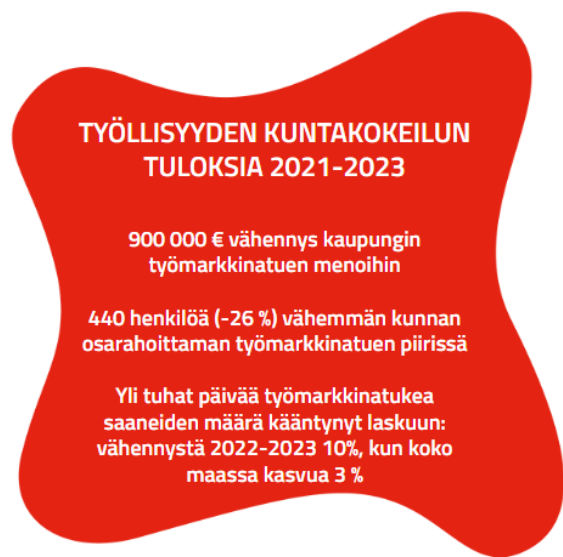 TYÖLLISYYDEN KUNTAKOKEILUN
TULOKSIA 2021-2023
900 000 € vähennys kaupungin
työmarkkinatuen menoihin
440 henkilöä (-26 %) vähemmän kunnan
osarahoittaman työmarkkinatuen piirissä
Yli tuhat päivää työmarkkinatukea
saaneiden määrä kääntynyt laskuun:
vähennystä 2022-2023 10%, kun koko
maassa kasvua 3 %